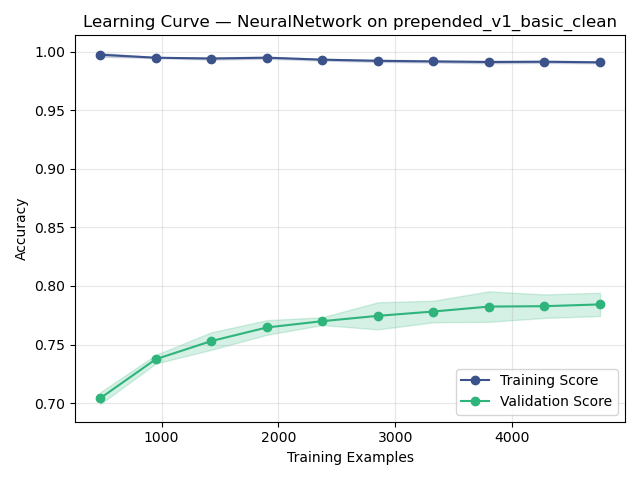 Learning Curve — NeuralNetwork on prepended_v1_basic_clean
1.00
0.95
0.90
0.85
0.80
0.75
0.70
Accuracy
1000
2000
3000
4000
Training Examples
Training Score
Validation Score